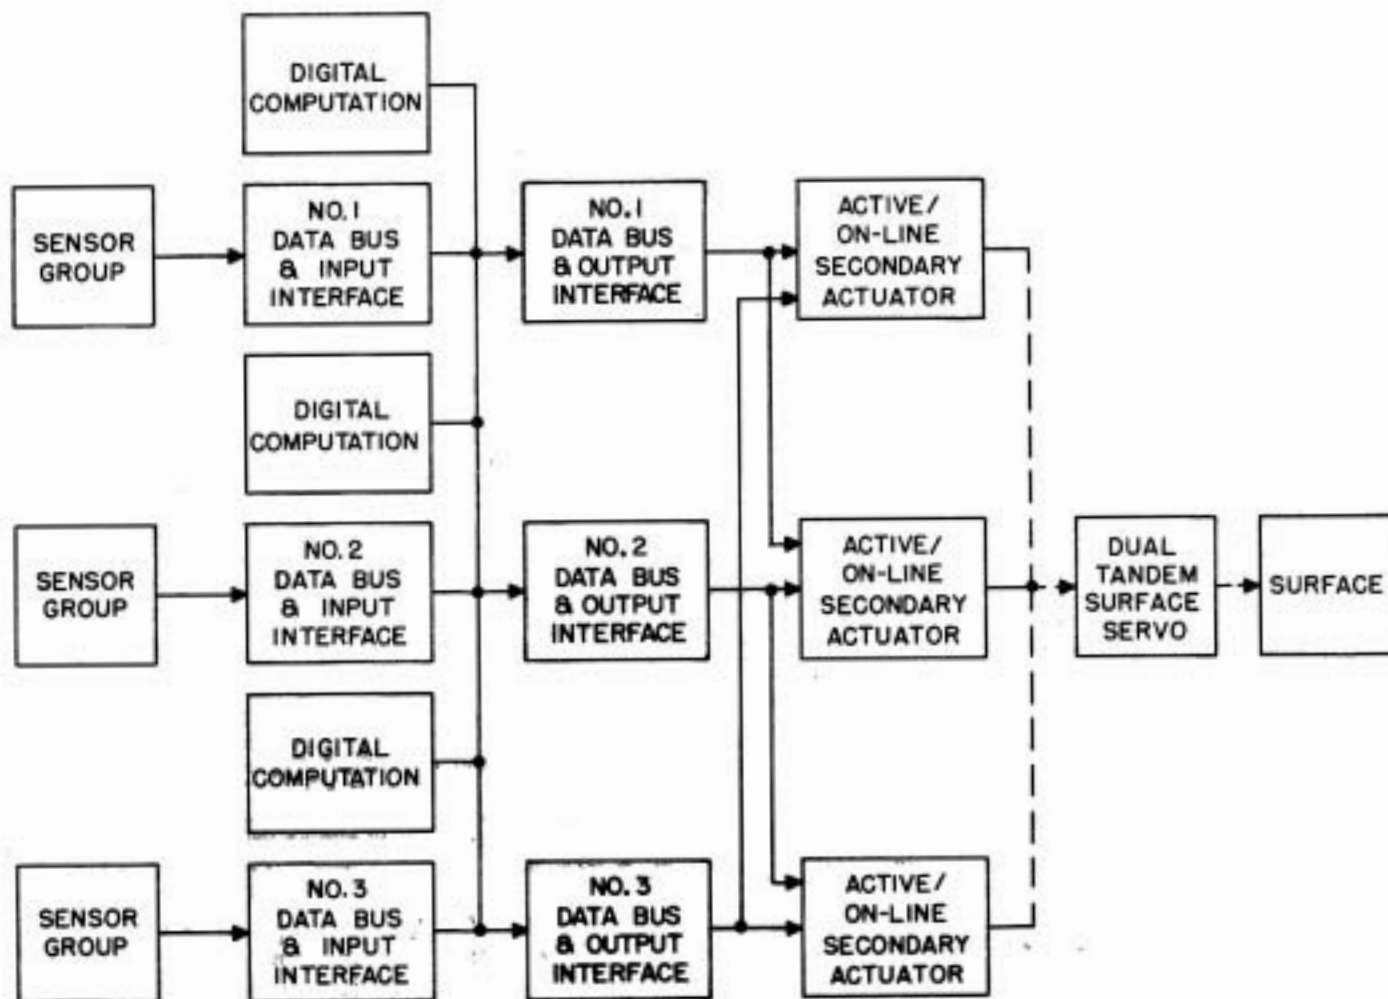 DIGITAL
COMPUTATION
SENSOR
GROUP
NO.1
DATA BUS
& INPUT
INTERFACE
NO.1
DATA BUS
& OUTPUT
INTERFACE
ACTIVE/
ON-LINE
SECONDARY
ACTUATOR
DIGITAL
COMPUTATION
SENSOR
GROUP
NO.2
DATA BUS
& INPUT
INTERFACE
NO.2
DATA BUS
& OUTPUT
INTERFACE
ACTIVE/
ON-LINE
SECONDARY
ACTUATOR
DUAL
TANDEM
SURFACE
SERVO
SURFACE
DIGITAL
COMPUTATION
SENSOR
GROUP
NO.3
DATA BUS
& INPUT
INTERFACE
NO.3
DATA BUS
& OUTPUT
INTERFACE
ACTIVE/
ON-LINE
SECONDARY
ACTUATOR